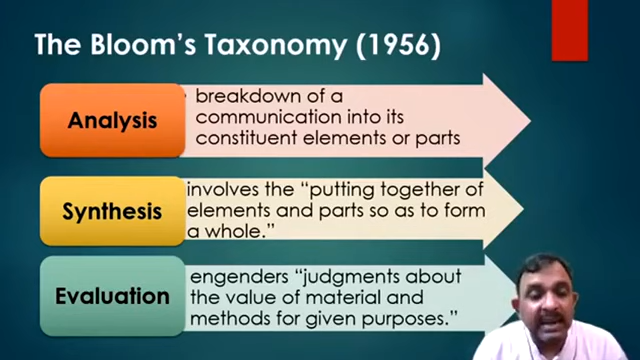 The Bloom's Taxonomy (1956)
Analysis
breakdown of a
communication into its
constituent elements or parts
Synthesis
involves the “putting together of
elements and parts so as to form
a whole.”
Evaluation
engenders “judgments about
the value of material and
methods for given purposes.”